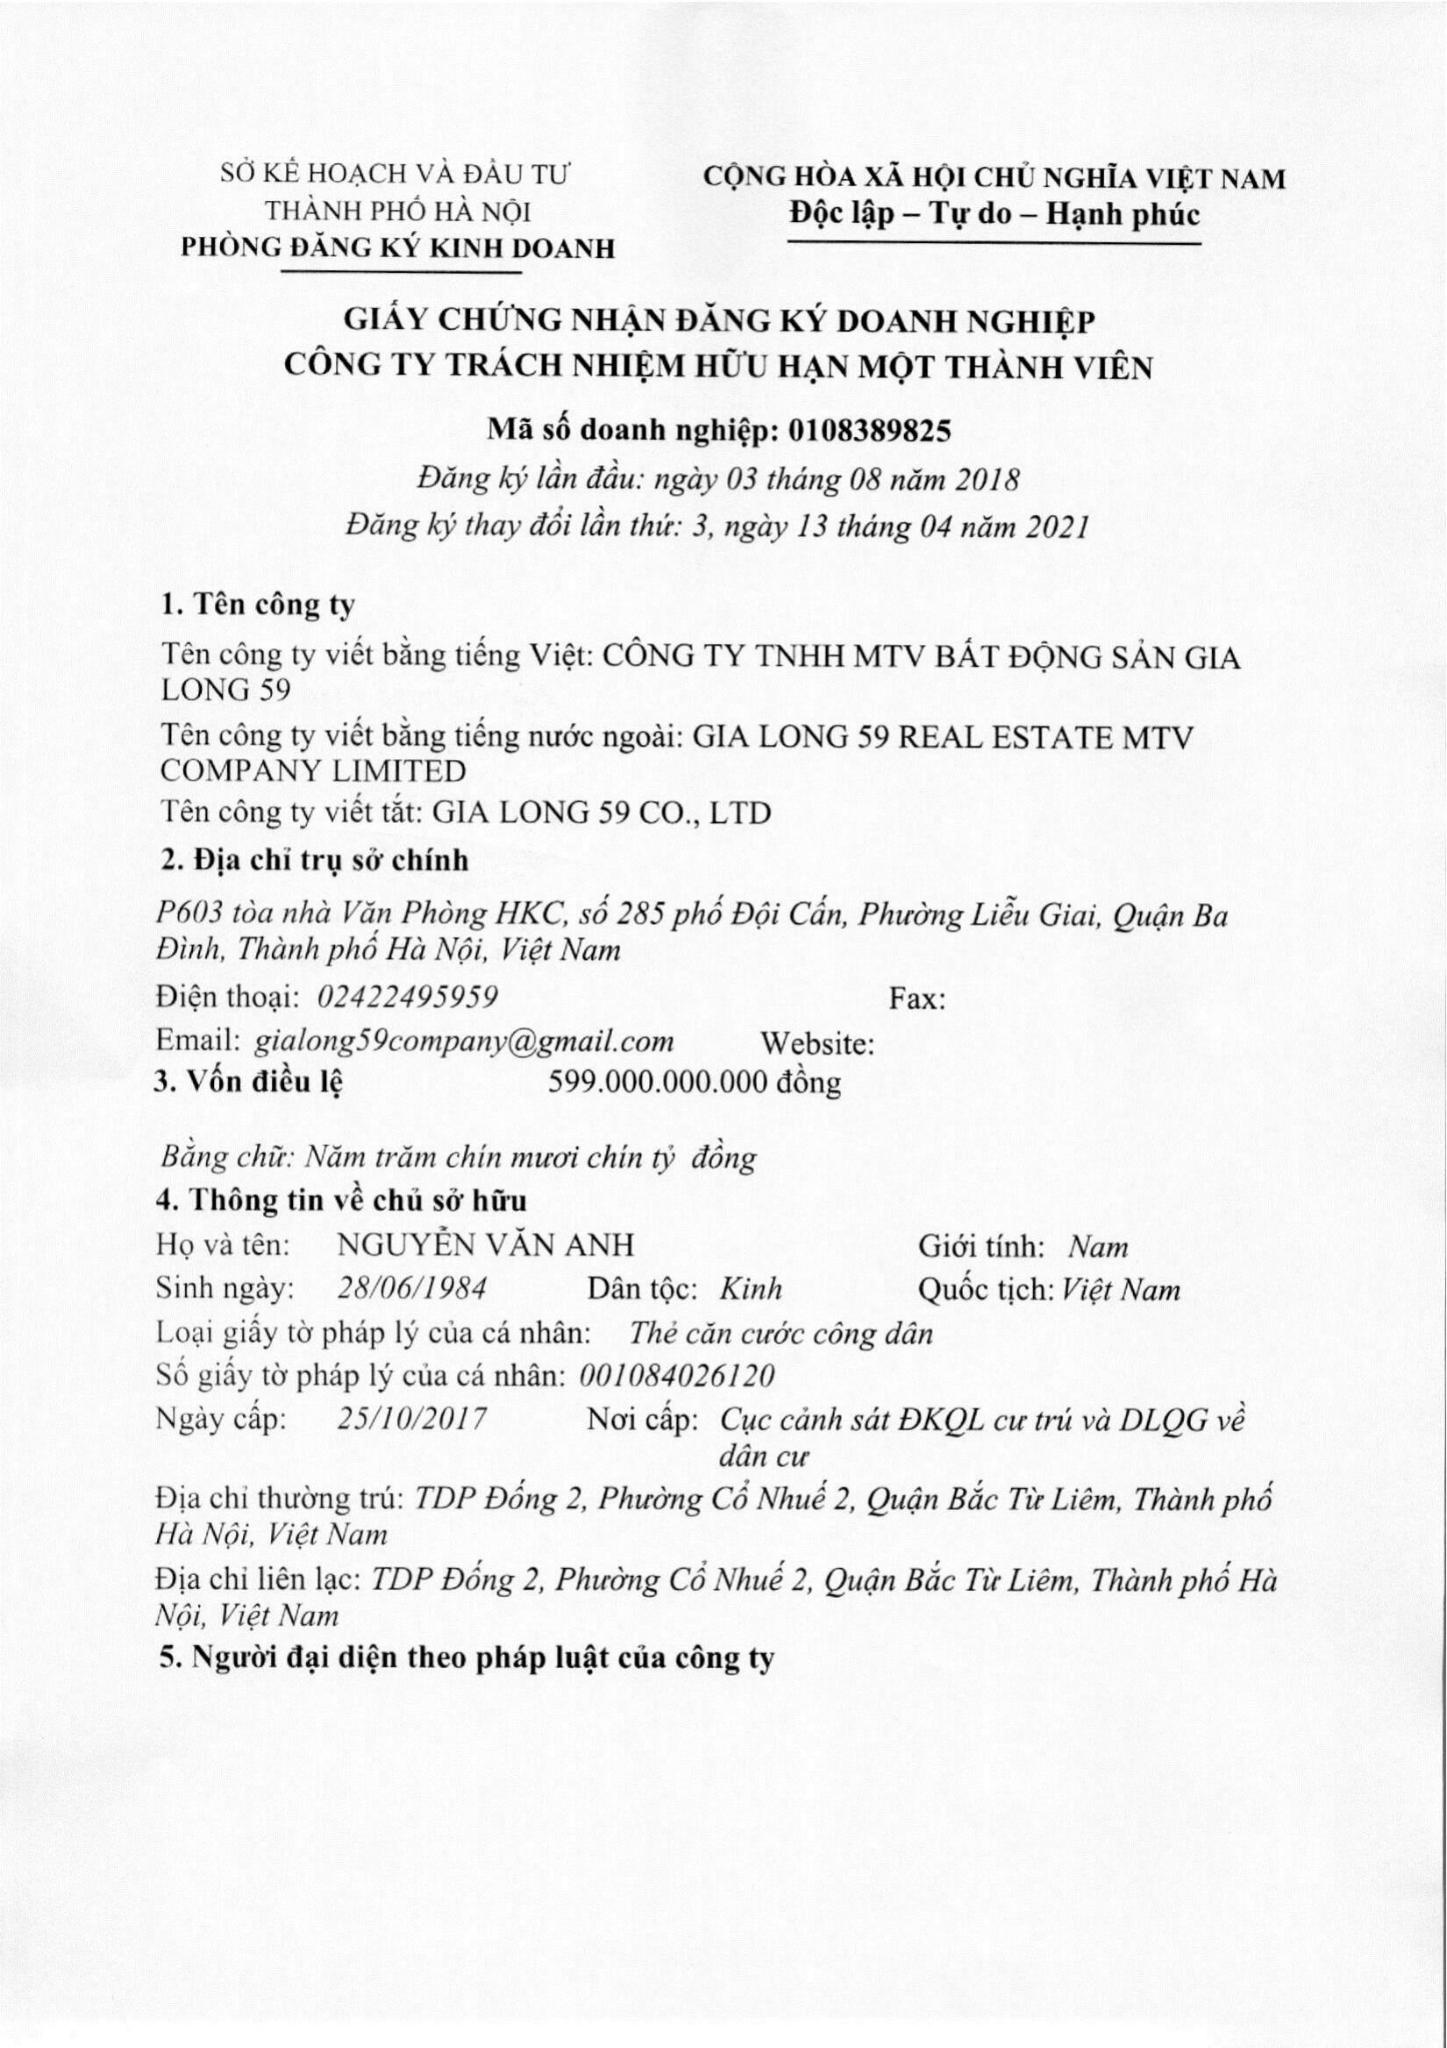 SỞ KẾ HOẠCH VÀ ĐẦU TƯ
THÀNH PHỐ HÀ NỘI
PHÒNG ĐĂNG KÝ KINH DOANH
CỘNG HÒA XÃ HỘI CHỦ NGHĨA VIỆT NAM
Độc lập – Tự do – Hạnh phúc
GIẤY CHỨNG NHẬN ĐĂNG KÝ DOANH NGHIỆP
CÔNG TY TRÁCH NHIỆM HỮU HẠN MỘT THÀNH VIÊN
Mã số doanh nghiệp: 0108389825
Đăng ký lần đầu: ngày 03 tháng 08 năm 2018
Đăng ký thay đổi lần thứ: 3, ngày 13 tháng 04 năm 2021
1. Tên công ty
Tên công ty viết bằng tiếng Việt: CÔNG TY TNHH MTV BẤT ĐỘNG SẢN GIA
LONG 59
Tên công ty viết bằng tiếng nước ngoài: GIA LONG 59 REAL ESTATE MTV
COMPANY LIMITED
Tên công ty viết tắt: GIA LONG 59 CO., LTD
2. Địa chỉ trụ sở chính
P603 tòa nhà Văn Phòng HKC, số 285 phố Đội Cấn, Phường Liễu Giai, Quận Ba
Đình, Thành phố Hà Nội, Việt Nam
Điện thoại: 02422495959 Fax:
Email: gialong59company@gmail.com Website:
3. Vốn điều lệ 599.000.000.000 đồng
Bằng chữ: Năm trăm chín mươi chín tỷ đồng
4. Thông tin về chủ sở hữu
Họ và tên: NGUYỄN VĂN ANH Giới tính: Nam
Sinh ngày: 28/06/1984 Dân tộc: Kinh Quốc tịch: Việt Nam
Loại giấy tờ pháp lý của cá nhân: Thẻ căn cước công dân
Số giấy tờ pháp lý của cá nhân: 001084026120
Ngày cấp: 25/10/2017 Nơi cấp: Cục cảnh sát ĐKQL cư trú và DLQG về
dân cư
Địa chỉ thường trú: TDP Đống 2, Phường Cổ Nhuế 2, Quận Bắc Từ Liêm, Thành phố
Hà Nội, Việt Nam
Địa chỉ liên lạc: TDP Đống 2, Phường Cổ Nhuế 2, Quận Bắc Từ Liêm, Thành phố Hà
Nội, Việt Nam
5. Người đại diện theo pháp luật của công ty